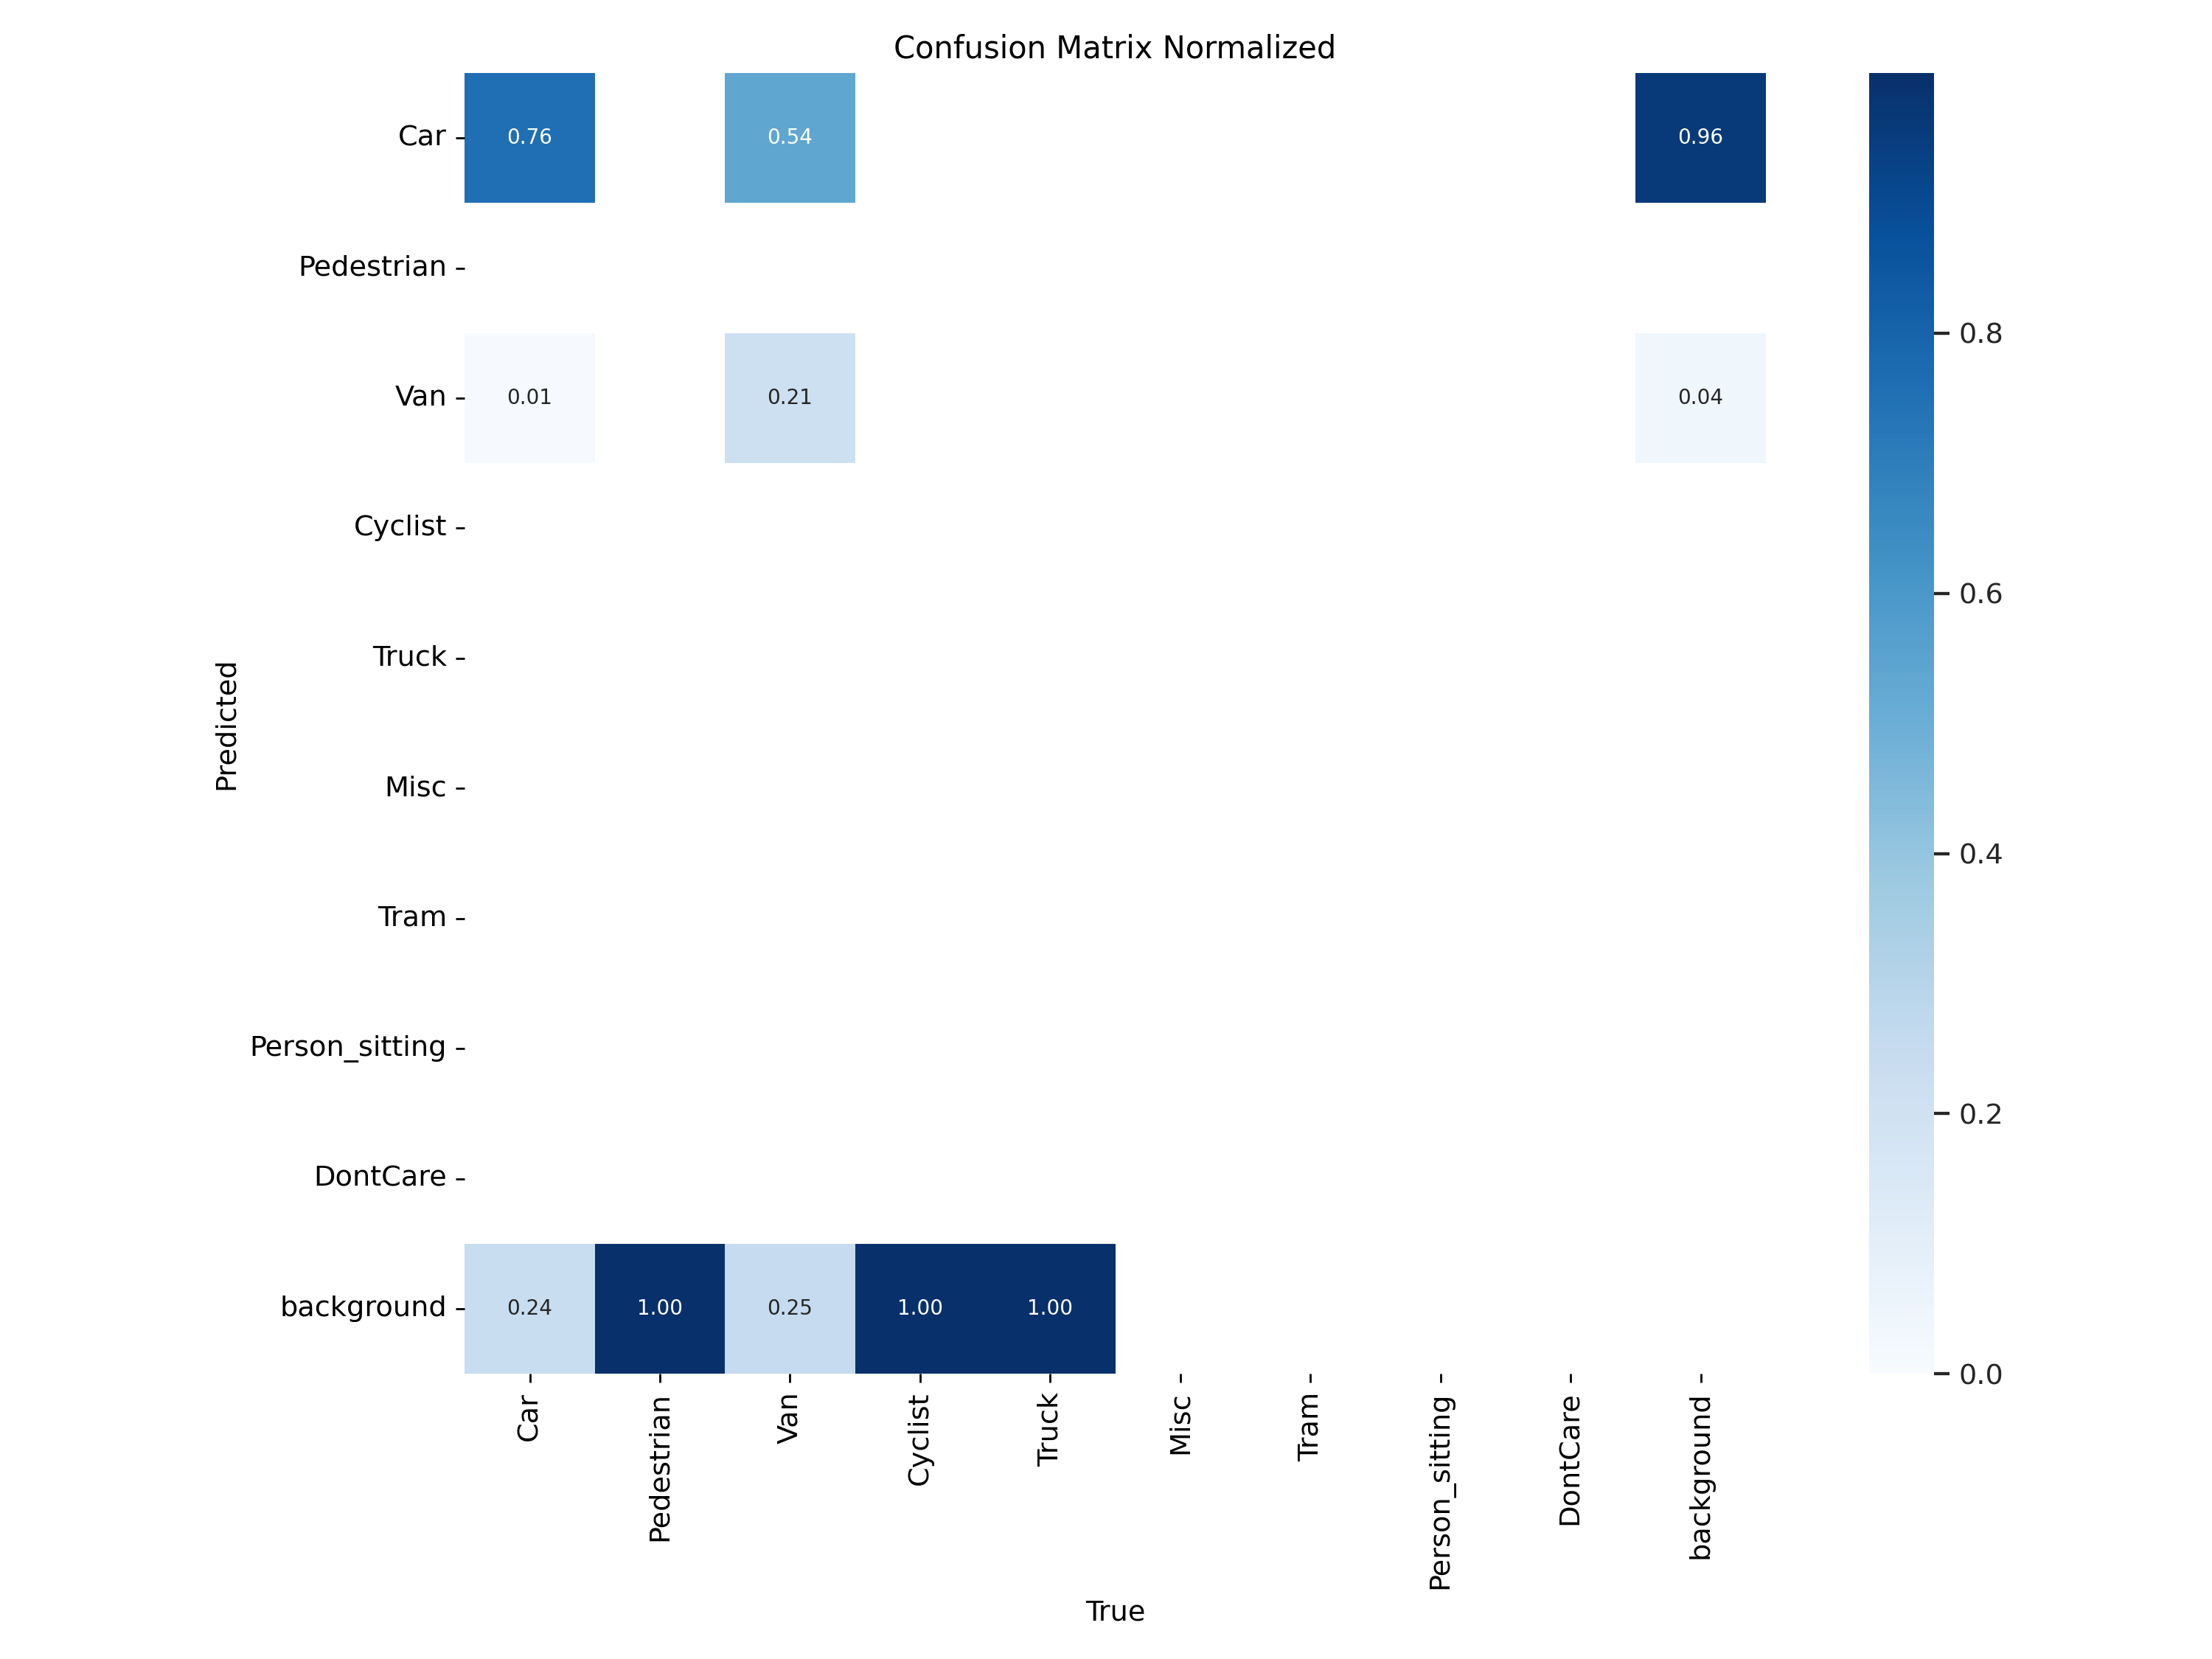 Confusion Matrix Normalized
Car
0.76
0.54
0.96
Pedestrian
Van
0.01
0.21
0.04
Cyclist
Truck
Misc
Tram
Person_sitting
DontCare
background
0.24
1.00
0.25
1.00
1.00
Predicted
Car
Pedestrian
Van
Cyclist
Truck
Misc
Tram
Person_sitting
DontCare
background
True
0.8
0.6
0.4
0.2
0.0